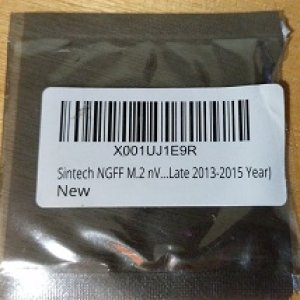 X001UJ1E9R
Sintech NGFF M.2 nV...Late 2013-2015 Year)
New